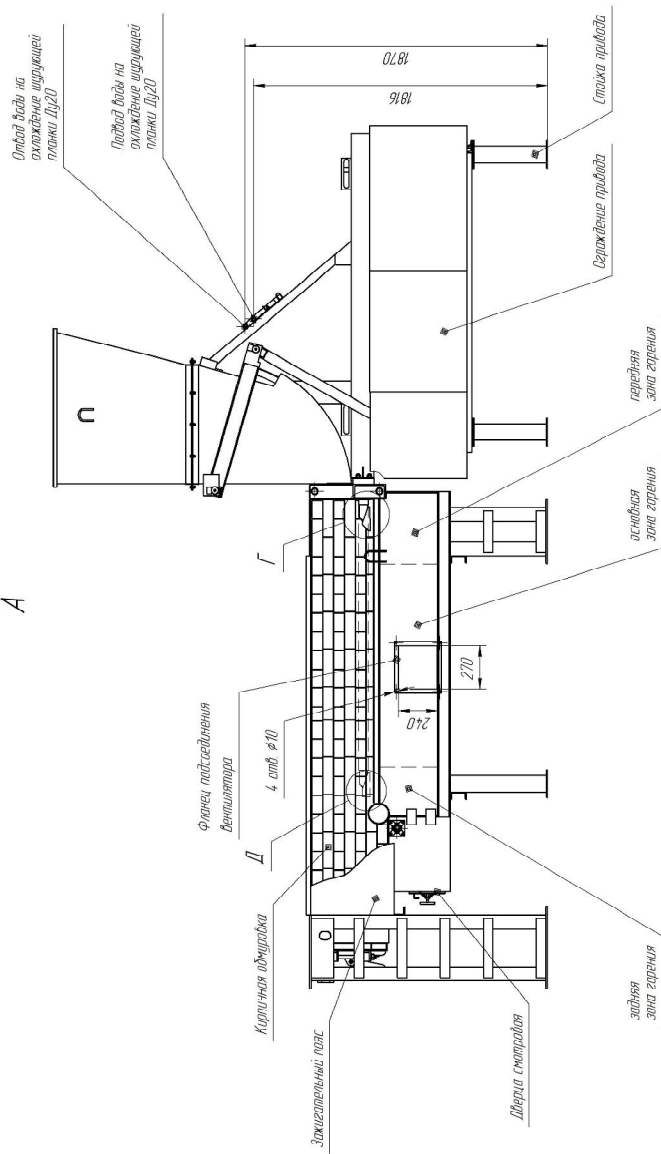 А
Отвод воды на
охлаждение шурующей
планки Ду20
Подвод воды на
охлаждение шурующей
планки Ду20
1870
1816
Стойка привода
Ограждение привода
передняя
зона горения
основная
зона горения
Г
Фланец подсоединения
вентилятора
4 отв. ф10
270
240
Д
Кирпичная обмуровка
Зажигательный пояс
Дверца смотровая
задняя
зона горения